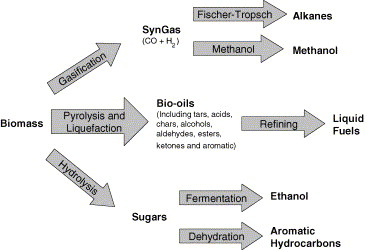 Fischer-Tropsch
Alkanes
SynGas
(CO + H2)
Methanol
Methanol
Gasification
Biomass
Pyrolysis and
Liquefaction
Bio-oils
(Including tars, acids,
chars, alcohols,
aldehydes, esters,
ketones and aromatic)
Refining
Liquid
Fuels
Hydrolysis
Sugars
Fermentation
Ethanol
Dehydration
Aromatic
Hydrocarbons